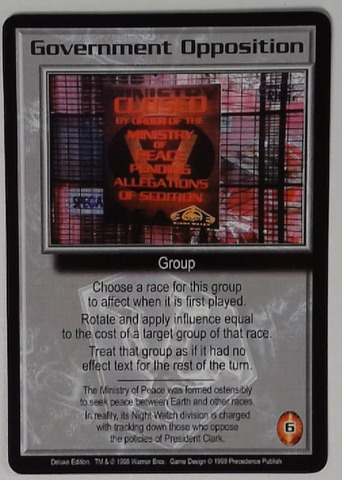 Government Opposition
MINISTRY
CLOSED
BY ORDER OF THE
MINISTRY
OF
PEACE
PENDING
ALLEGATIONS
OF SEDITION
SEGA
NIGHT WATCH
Group
Choose a race for this group
to affect when it is first played.
Rotate and apply influence equal
to the cost of a target group of that race.
Treat that group as if it had no
effect text for the rest of the turn.
The Ministry of Peace was formed ostensibly
to seek peace between Earth and other races.
In reality, its Night Watch division is charged
with tracking down those who oppose
the policies of President Clark.
6
Deluxe Edition. TM & © 1998 Warner Bros. Game Design © 1998 Precedence Publish